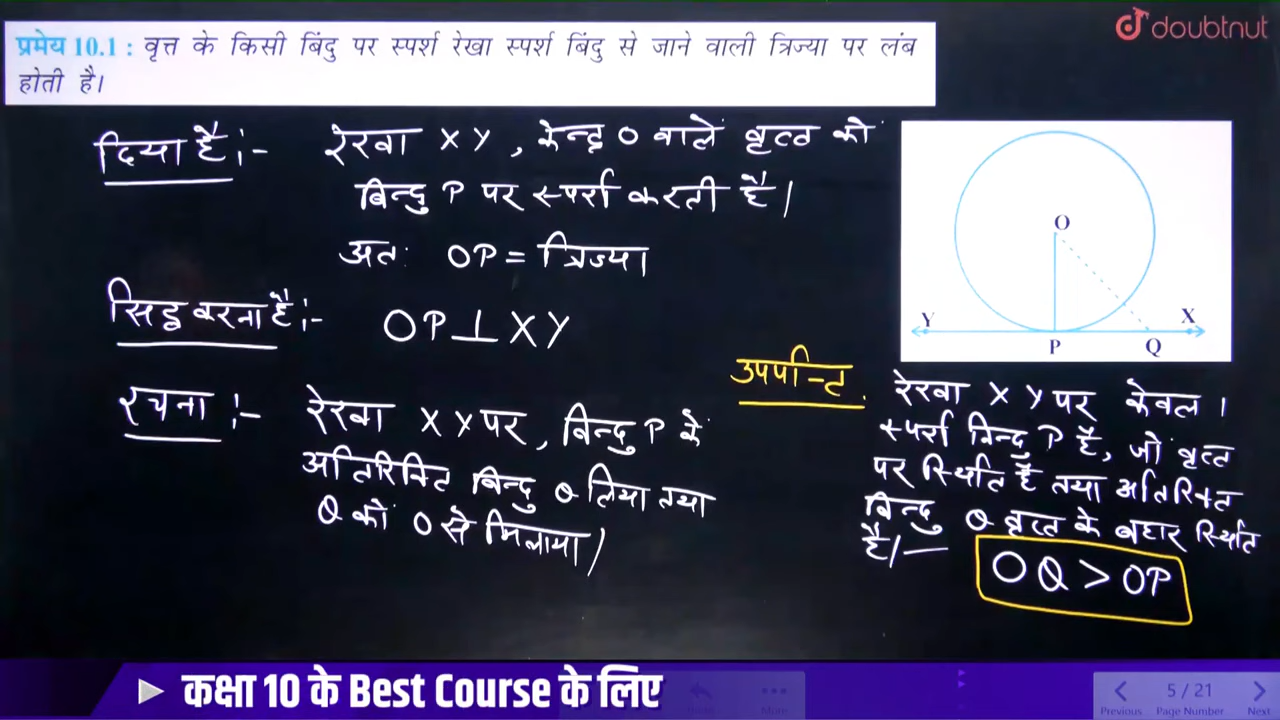 प्रमेय 10.1 : वृत्त के किसी बिंदु पर स्पर्श रेखा स्पर्श बिंदु से जाने वाली त्रिज्या पर लंब
होती है।
doubtnut
दिया है:- रेखा XY, केन्द्र O वाले वृत्त को
बिन्दु P पर स्पर्श करती है।
अतः OP = त्रिज्या
सिद्ध करना है:- OP⊥XY
रचना :- रेखा XY पर, बिन्दु P के
अतिरिक्त बिन्दु Q लिया तथा
Q को O से मिलाया।
O
Y
X
P
Q
उपपत्ति
रेखा XY पर केवल 1
स्पर्श बिन्दु P है, जो वृत्त
पर स्थित है तथा अतिरिक्त
बिन्दु Q वृत्त के बहार स्थित
है।—
OQ > OP
कक्षा 10 के Best Course के लिए
More
5 / 21
Previous Page Number Next